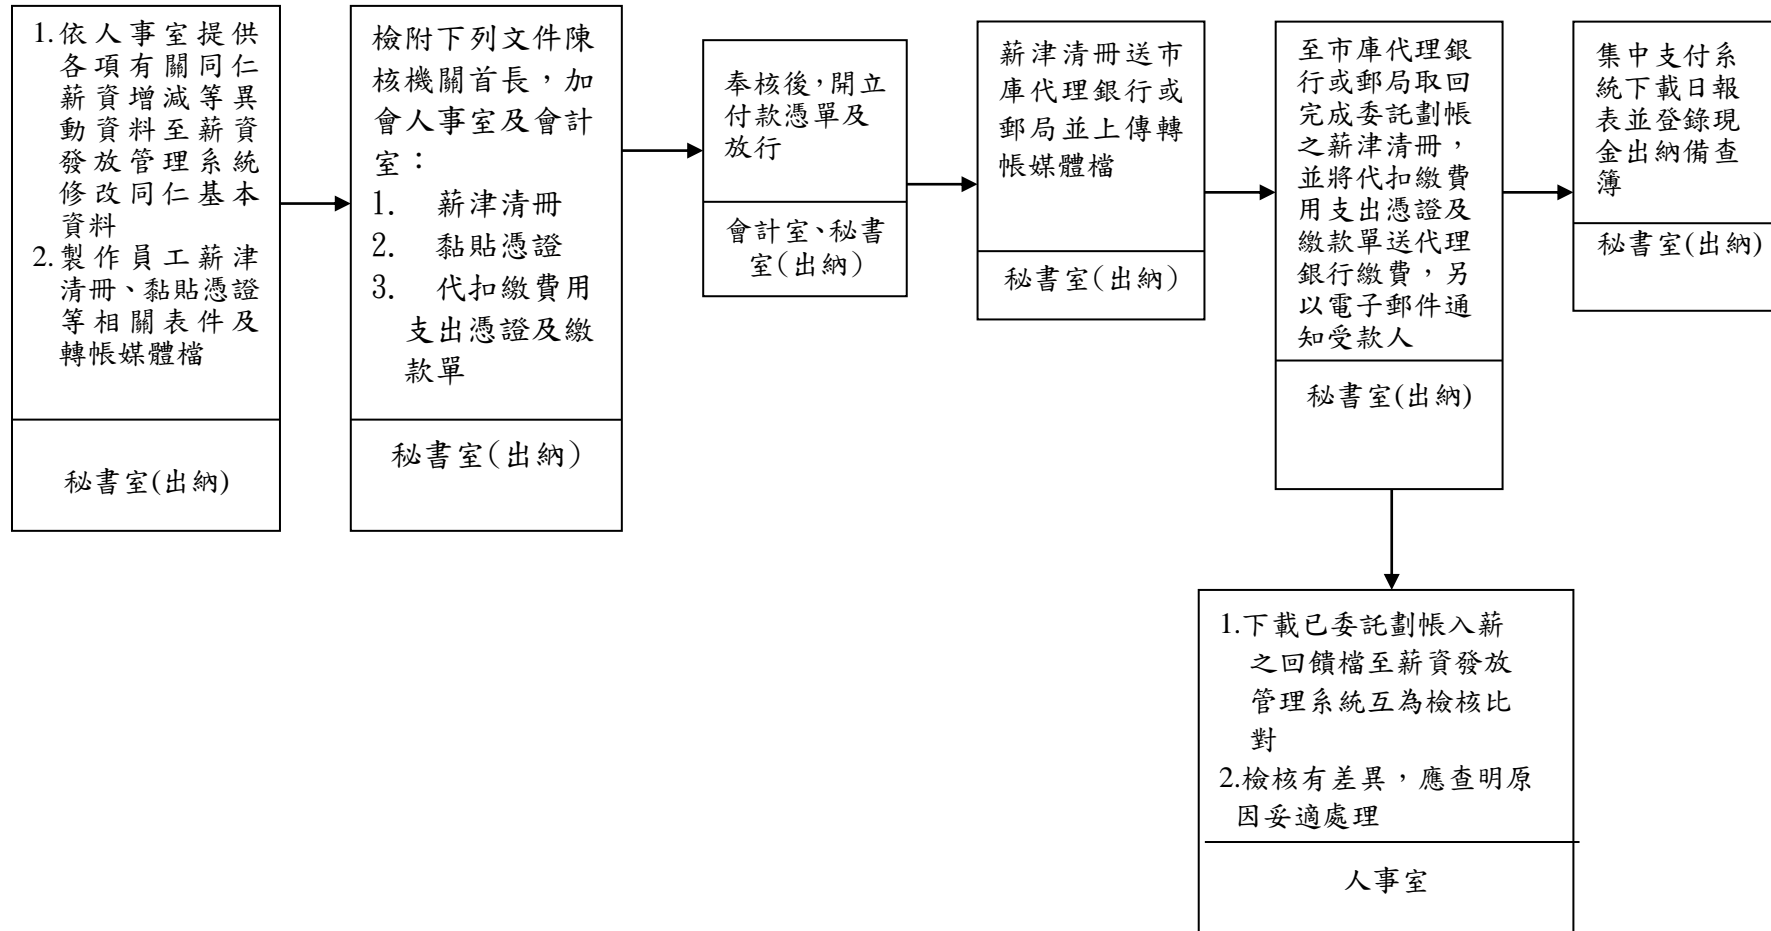 1.依人事室提供
各項有關同仁
薪資增減等異
動資料至薪資
發放管理系統
修改同仁基本
資料
2.製作員工薪津
清冊、黏貼憑證
等相關表件及
轉帳媒體檔
秘書室(出納)
檢附下列文件陳
核機關首長，加
會人事室及會計
室：
1. 薪津清冊
2. 黏貼憑證
3. 代扣繳費用
支出憑證及繳
款單
秘書室(出納)
奉核後，開立
付款憑單及
放行
會計室、秘書
室(出納)
薪津清冊送市
庫代理銀行或
郵局並上傳轉
帳媒體檔
秘書室(出納)
至市庫代理銀
行或郵局取回
完成委託劃帳
之薪津清冊，
並將代扣繳費
用支出憑證及
繳款單送代理
銀行繳費，另
以電子郵件通
知受款人
秘書室(出納)
集中支付系
統下載日報
表並登錄現
金出納備查
簿
秘書室(出納)
1.下載已委託劃帳入薪
之回饋檔至薪資發放
管理系統互為檢核比
對
2.檢核有差異，應查明原
因妥適處理
人事室